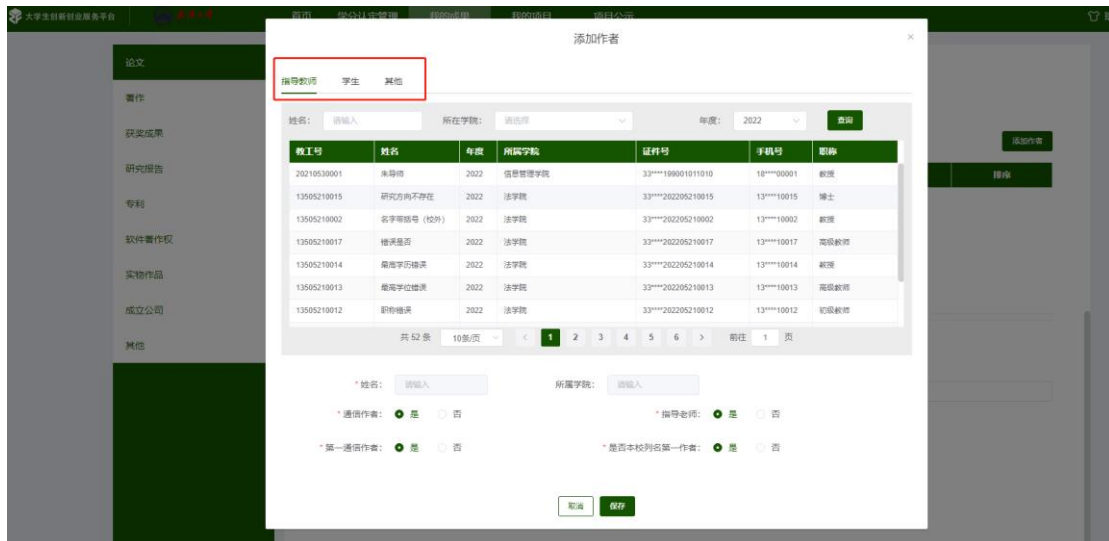 大学生创新创业服务平台
首页 学分认定管理 我的成果 我的项目 项目公示
论文
著作
获奖成果
研究报告
专利
软件著作权
实物作品
成立公司
其他
添加作者
排序
添加作者 ×
指导教师 学生 其他
姓名： 请输入 所在学院： 请选择 年度： 2022 查询
教工号 姓名 年度 所属学院 证件号 手机号 职称
20210530001 朱导师 2022 信息管理学院 33****199001011010 18****00001 教授
13505210015 研究方向不存在 2022 法学院 33****202205210015 13****10015 博士
13505210002 名字带括号（校外） 2022 法学院 33****202205210002 13****10002 教授
13505210017 错误是否 2022 法学院 33****202205210017 13****10017 高级教师
13505210014 最高学历错误 2022 法学院 33****202205210014 13****10014 教授
13505210013 最高学位错误 2022 法学院 33****202205210013 13****10013 高级教师
13505210012 职称错误 2022 法学院 33****202205210012 13****10012 初级教师
共 52 条 10条/页 < 1 2 3 4 5 6 > 前往 1 页
*姓名： 请输入 所属学院： 请输入
*通信作者： 是 否 *指导老师： 是 否
*第一通信作者： 是 否 *是否本校列名第一作者： 是 否
取消 保存